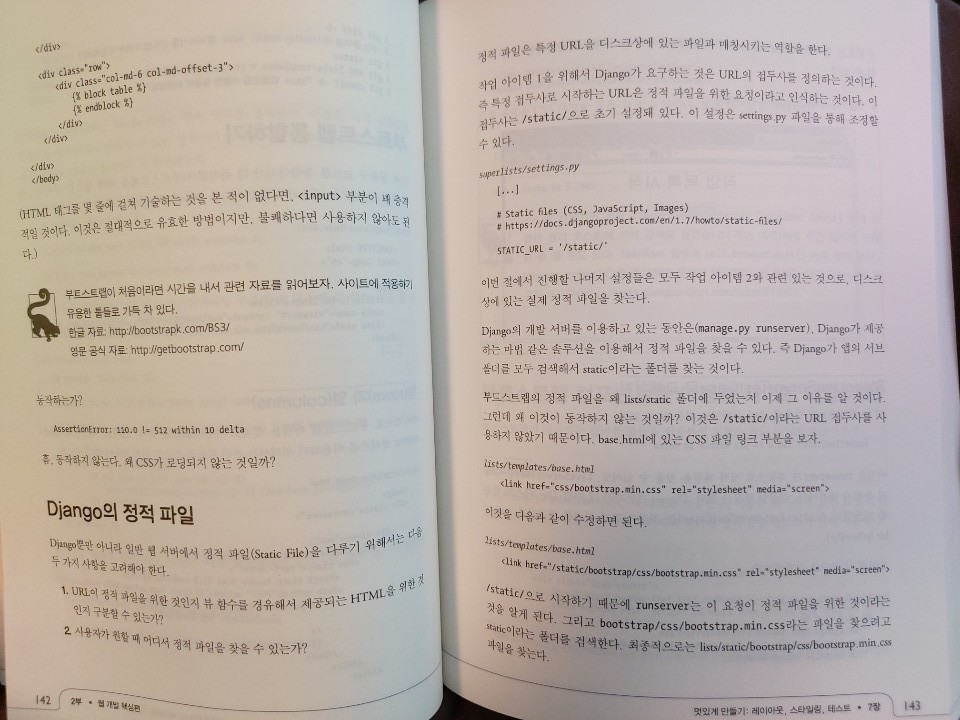 </div>
<div class="row">
<div class="col-md-6 col-md-offset-3">
{% block table %}
{% endblock %}
</div>
</div>
</div>
</body>
(HTML 태그를 몇 줄에 걸쳐 기술하는 것을 본 적이 없다면, <input> 부분이 꽤 충격
적일 것이다. 이것은 절대적으로 유효한 방법이지만, 불쾌하다면 사용하지 않아도 된
다.)
부트스트랩이 처음이라면 시간을 내서 관련 자료를 읽어보자. 사이트에 적용하기
유용한 툴들로 가득 차 있다.
한글 자료: http://bootstrapk.com/BS3/
영문 공식 자료: http://getbootstrap.com/
동작하는가?
AssertionError: 110.0 != 512 within 10 delta
흠, 동작하지 않는다. 왜 CSS가 로딩되지 않는 것일까?
Django의 정적 파일
Django뿐만 아니라 일반 웹 서버에서 정적 파일(Static File)을 다루기 위해서는 다음
두 가지 사항을 고려해야 한다.
1. URL이 정적 파일을 위한 것인지 뷰 함수를 경유해서 제공되는 HTML을 위한 것
인지 구분할 수 있는가?
2. 사용자가 원할 때 어디서 정적 파일을 찾을 수 있는가?
142 2부 • 웹 개발 핵심편
정적 파일은 특정 URL을 디스크상에 있는 파일과 매칭시키는 역할을 한다.
작업 아이템 1을 위해서 Django가 요구하는 것은 URL의 접두사를 정의하는 것이다.
즉 특정 접두사로 시작하는 URL은 정적 파일을 위한 요청이라고 인식하는 것이다. 이
접두사는 /static/으로 초기 설정돼 있다. 이 설정은 settings.py 파일을 통해 조정할
수 있다.
superlists/settings.py
[...]
# Static files (CSS, JavaScript, Images)
# https://docs.djangoproject.com/en/1.7/howto/static-files/
STATIC_URL = '/static/'
이번 절에서 진행할 나머지 설정들은 모두 작업 아이템 2와 관련 있는 것으로, 디스크
상에 있는 실제 정적 파일을 찾는다.
Django의 개발 서버를 이용하고 있는 동안은(manage.py runserver), Django가 제공
하는 마법 같은 솔루션을 이용해서 정적 파일을 찾을 수 있다. 즉 Django가 앱의 서브
폴더를 모두 검색해서 static이라는 폴더를 찾는 것이다.
부드스트랩의 정적 파일을 왜 lists/static 폴더에 두었는지 이제 그 이유를 알 것이다.
그런데 왜 이것이 동작하지 않는 것일까? 이것은 /static/이라는 URL 접두사를 사
용하지 않았기 때문이다. base.html에 있는 CSS 파일 링크 부분을 보자.
lists/templates/base.html
<link href="css/bootstrap.min.css" rel="stylesheet" media="screen">
이것을 다음과 같이 수정하면 된다.
lists/templates/base.html
<link href="/static/bootstrap/css/bootstrap.min.css" rel="stylesheet" media="screen">
/static/으로 시작하기 때문에 runserver는 이 요청이 정적 파일을 위한 것이라는
것을 알게 된다. 그리고 bootstrap/css/bootstrap.min.css라는 파일을 찾으려고
static이라는 폴더를 검색한다. 최종적으로는 lists/static/bootstrap/css/bootstrap.min.css
파일을 찾는다.
멋있게 만들기: 레이아웃, 스타일링, 테스트 • 7장 143